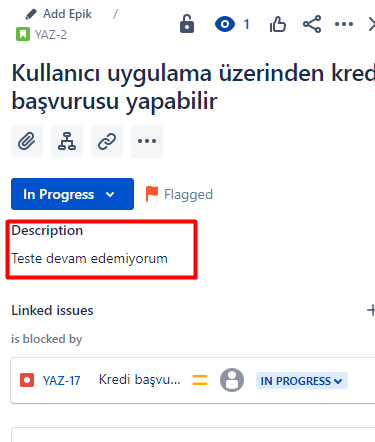 Add Epik /
YAZ-2
1
Kullanıcı uygulama üzerinden kred
başvurusu yapabilir
In Progress
Flagged
Description
Teste devam edemiyorum
Linked issues
is blocked by
YAZ-17 Kredi başvu... IN PROGRESS